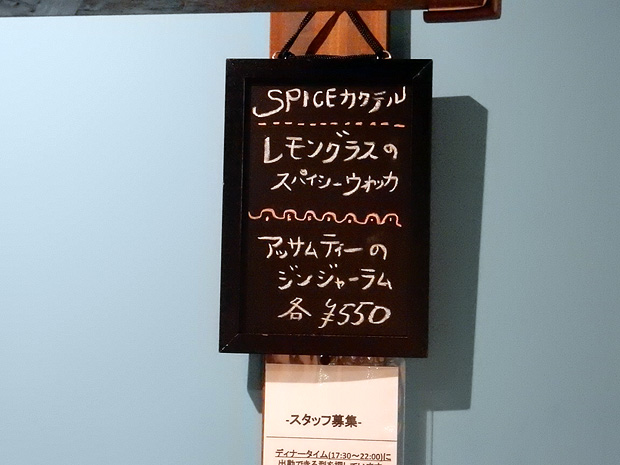 SPICEカクテル
レモングラスの
スパイシーウォッカ
アッサムティーの
ジンジャーラム
各 ¥550
-スタッフ募集-
ディナータイム(17:30～22:00)に